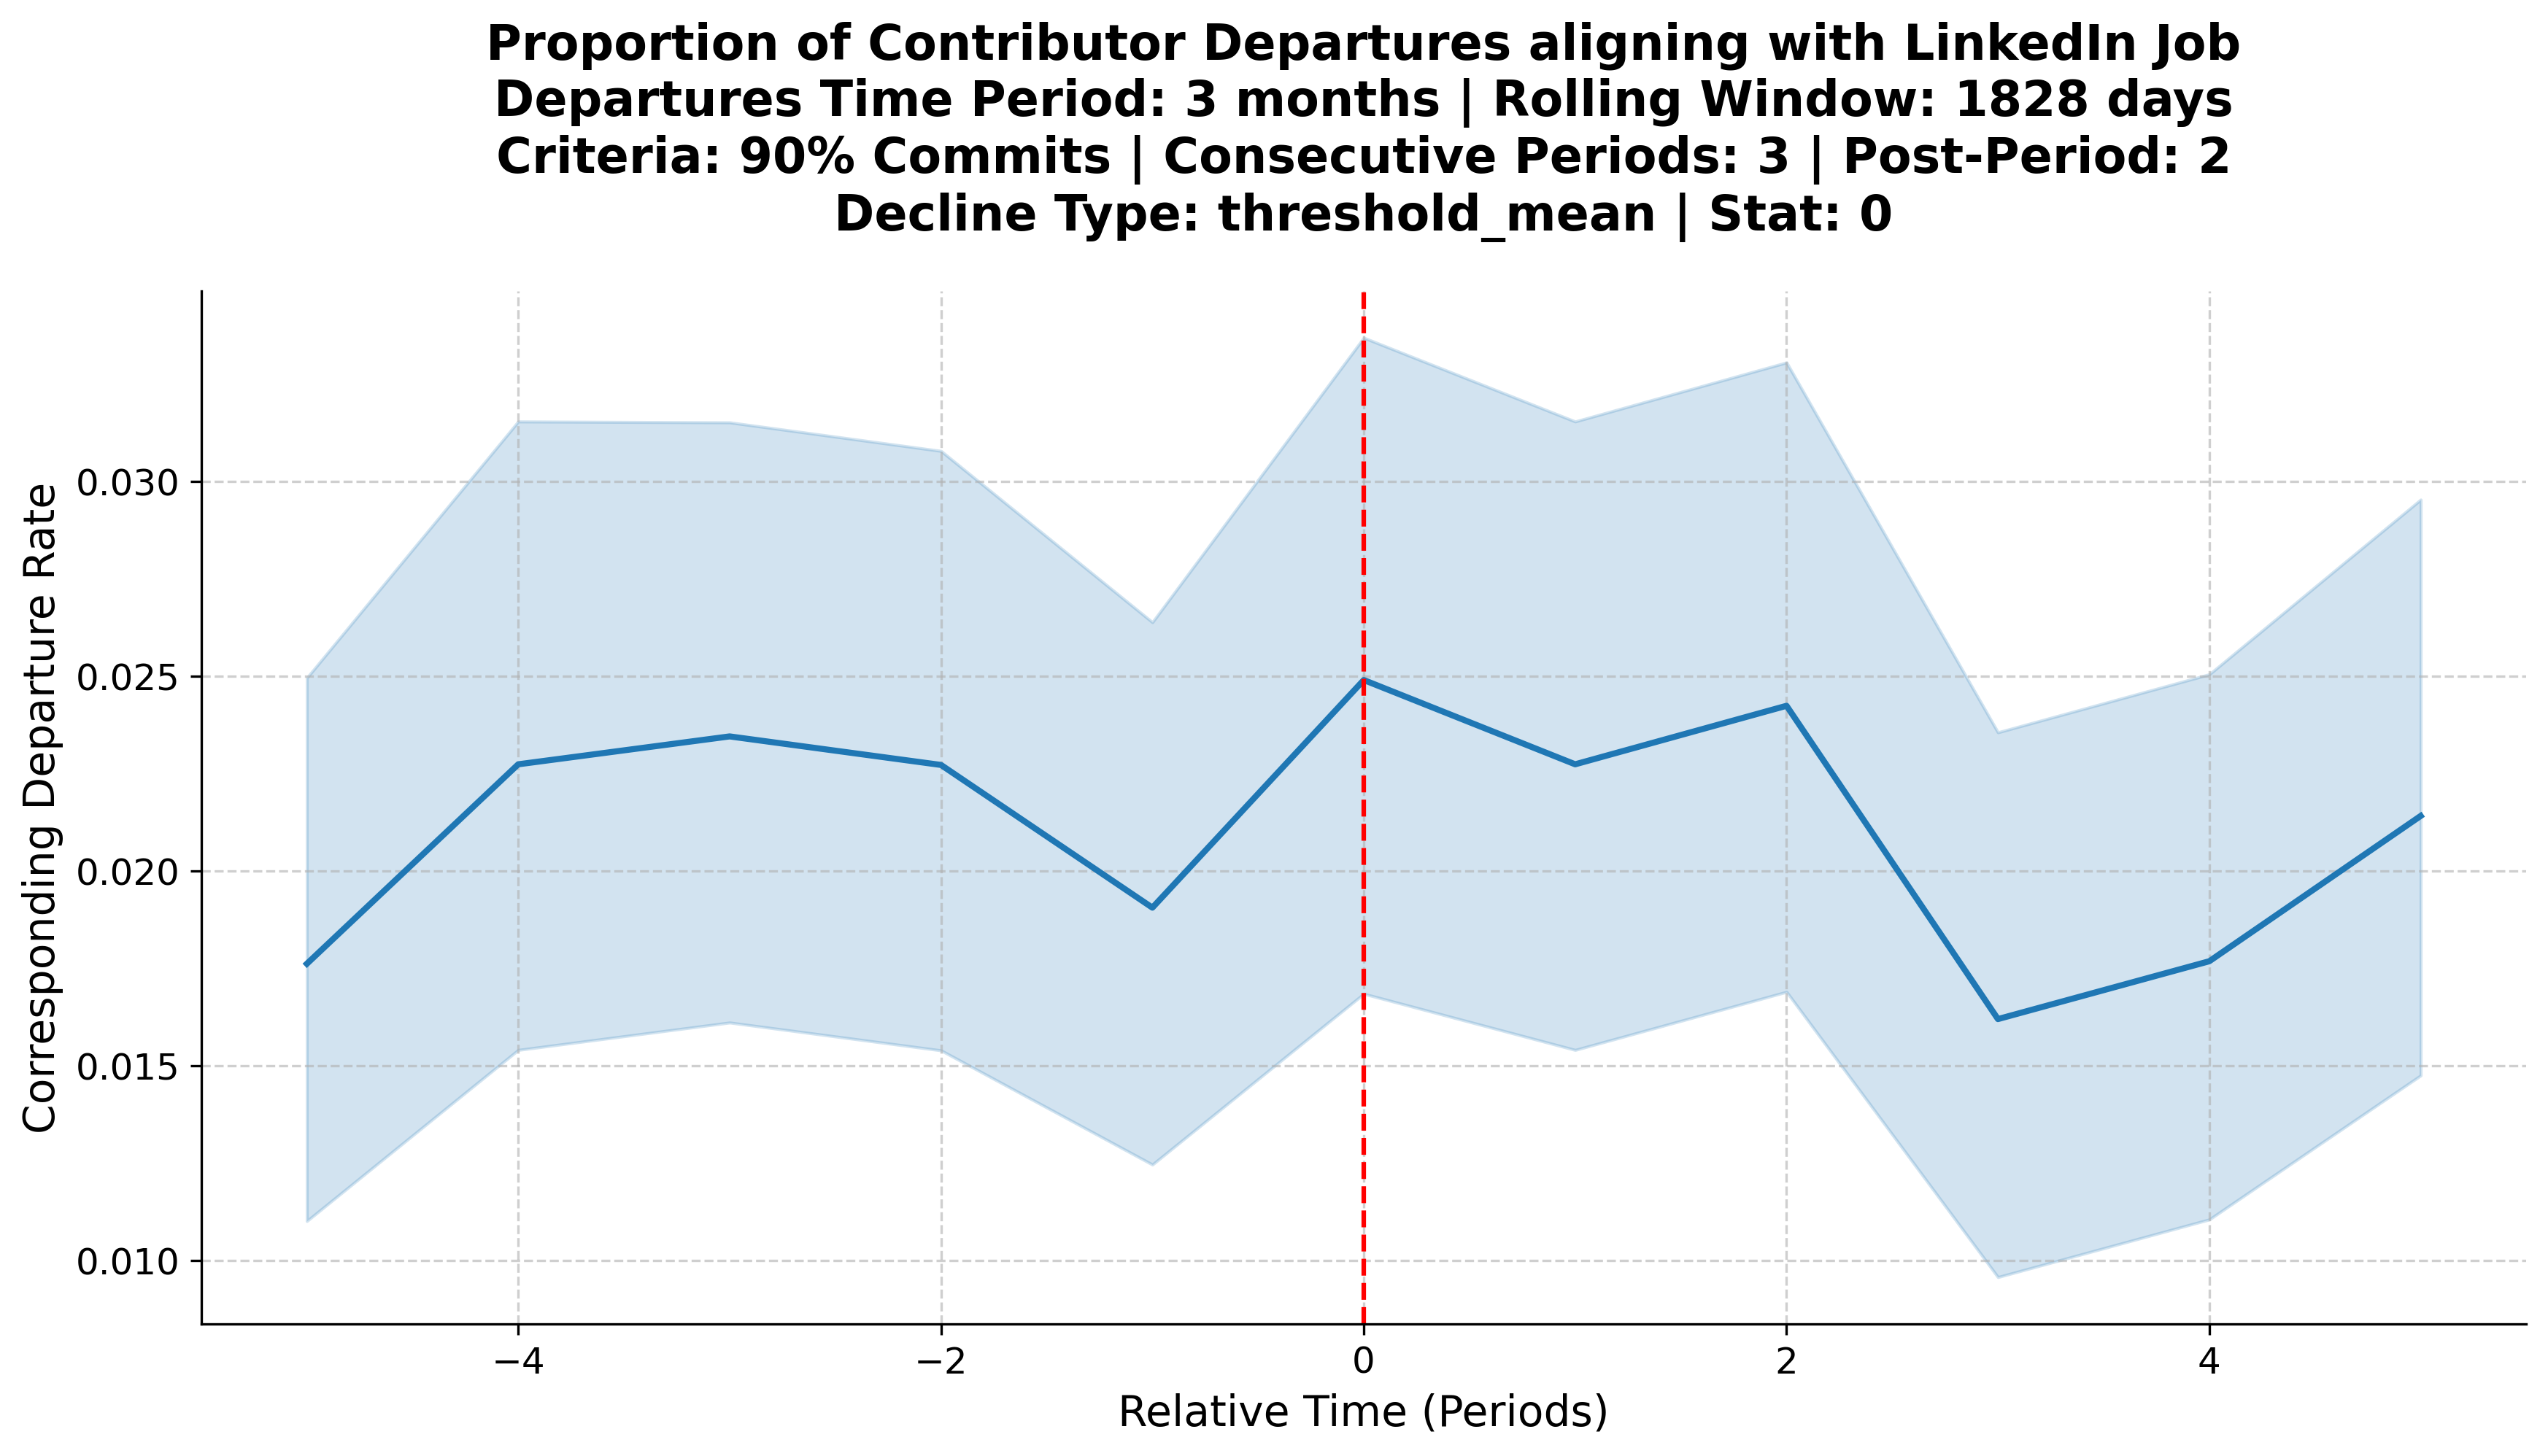 Proportion of Contributor Departures aligning with LinkedIn Job
Departures Time Period: 3 months | Rolling Window: 1828 days
Criteria: 90% Commits | Consecutive Periods: 3 | Post-Period: 2
Decline Type: threshold_mean | Stat: 0
Corresponding Departure Rate
0.030
0.025
0.020
0.015
0.010
−4 −2 0 2 4
Relative Time (Periods)